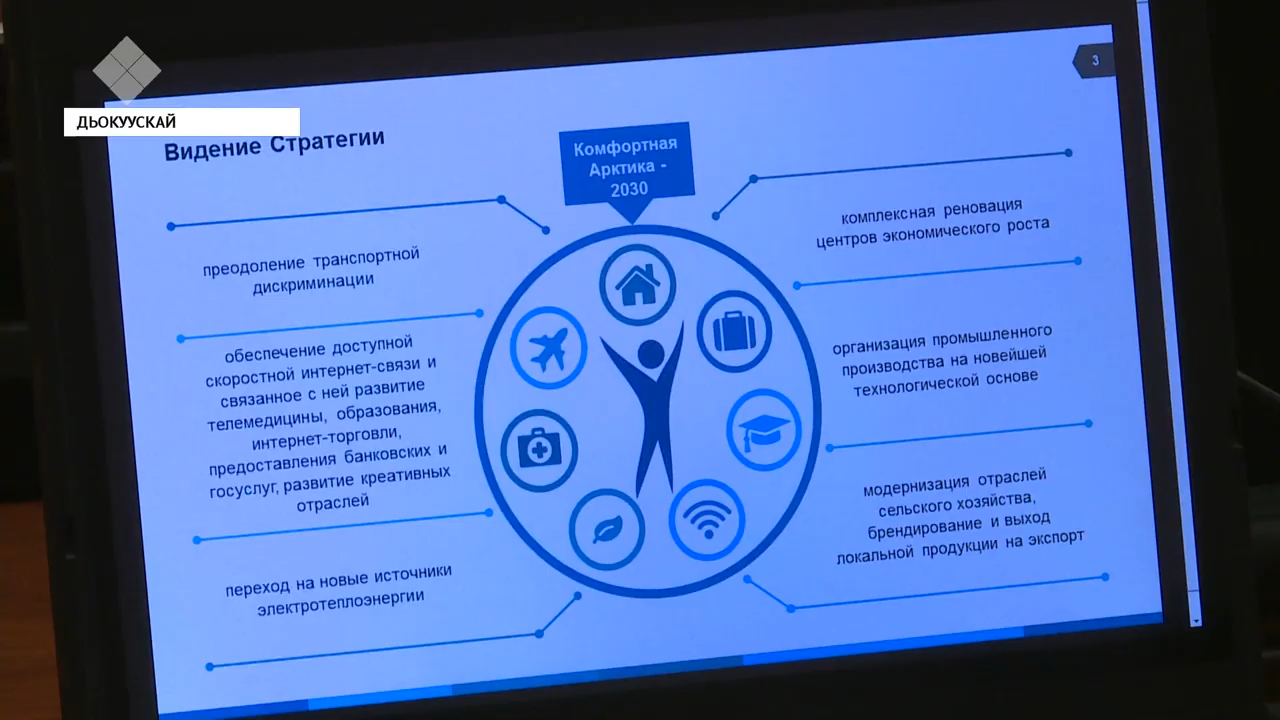 3
ДЬОКУУСКАЙ
Видение Стратегии
Комфортная
Арктика -
2030
преодоление транспортной
дискриминации
обеспечение доступной
скоростной интернет-связи и
связанное с ней развитие
телемедицины, образования,
интернет-торговли,
предоставления банковских и
госуслуг, развитие креативных
отраслей
переход на новые источники
электротеплоэнергии
комплексная реновация
центров экономического роста
организация промышленного
производства на новейшей
технологической основе
модернизация отраслей
сельского хозяйства,
брендирование и выход
локальной продукции на экспорт